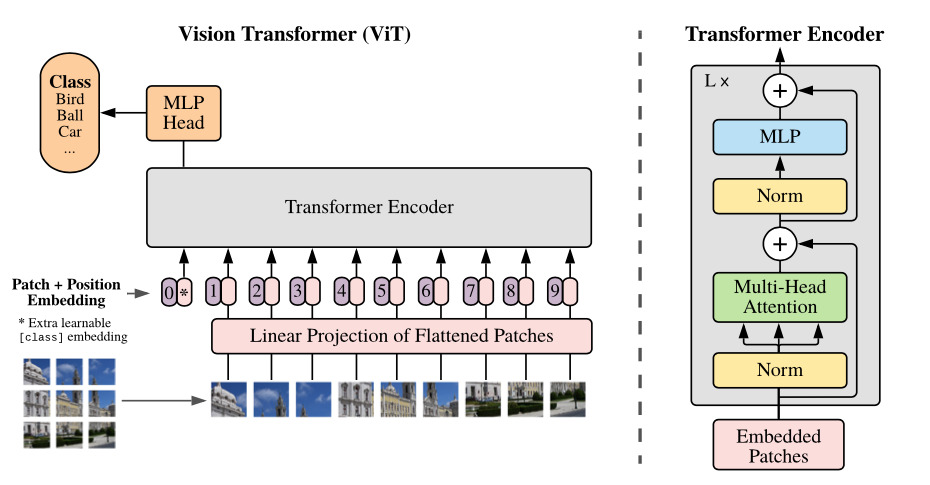 Vision Transformer (ViT)
Class
Bird
Ball
Car
...
MLP
Head
Transformer Encoder
Patch + Position
Embedding
0 * 1 2 3 4 5 6 7 8 9
* Extra learnable
[class] embedding
Linear Projection of Flattened Patches
Transformer Encoder
L x
+
MLP
Norm
+
Multi-Head
Attention
Norm
Embedded
Patches